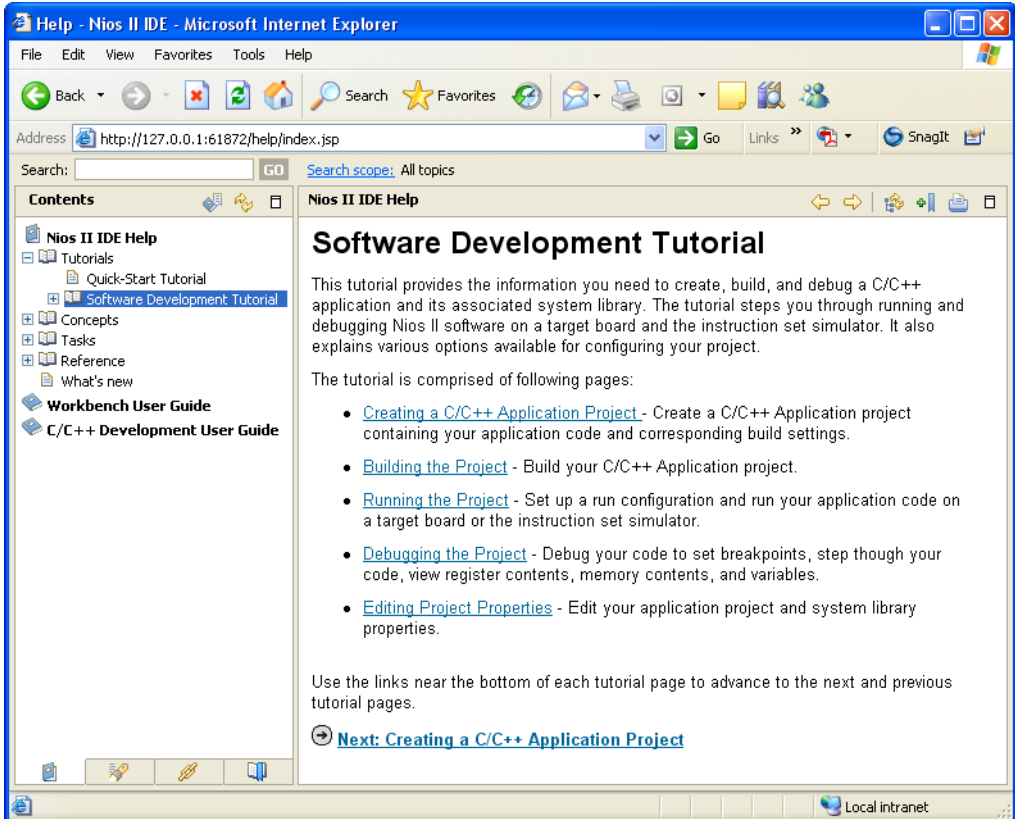 Help - Nios II IDE - Microsoft Internet Explorer
File Edit View Favorites Tools Help
Back Search Favorites
Address http://127.0.0.1:61872/help/index.jsp Go Links » SnagIt
Search: GO Search scope: All topics
Contents
Nios II IDE Help
Tutorials
Quick-Start Tutorial
Software Development Tutorial
Concepts
Tasks
Reference
What's new
Workbench User Guide
C/C++ Development User Guide
Nios II IDE Help
Software Development Tutorial
This tutorial provides the information you need to create, build, and debug a C/C++
application and its associated system library. The tutorial steps you through running and
debugging Nios II software on a target board and the instruction set simulator. It also
explains various options available for configuring your project.
The tutorial is comprised of following pages:
• Creating a C/C++ Application Project - Create a C/C++ Application project
containing your application code and corresponding build settings.
• Building the Project - Build your C/C++ Application project.
• Running the Project - Set up a run configuration and run your application code on
a target board or the instruction set simulator.
• Debugging the Project - Debug your code to set breakpoints, step though your
code, view register contents, memory contents, and variables.
• Editing Project Properties - Edit your application project and system library
properties.
Use the links near the bottom of each tutorial page to advance to the next and previous
tutorial pages.
Next: Creating a C/C++ Application Project
Local intranet